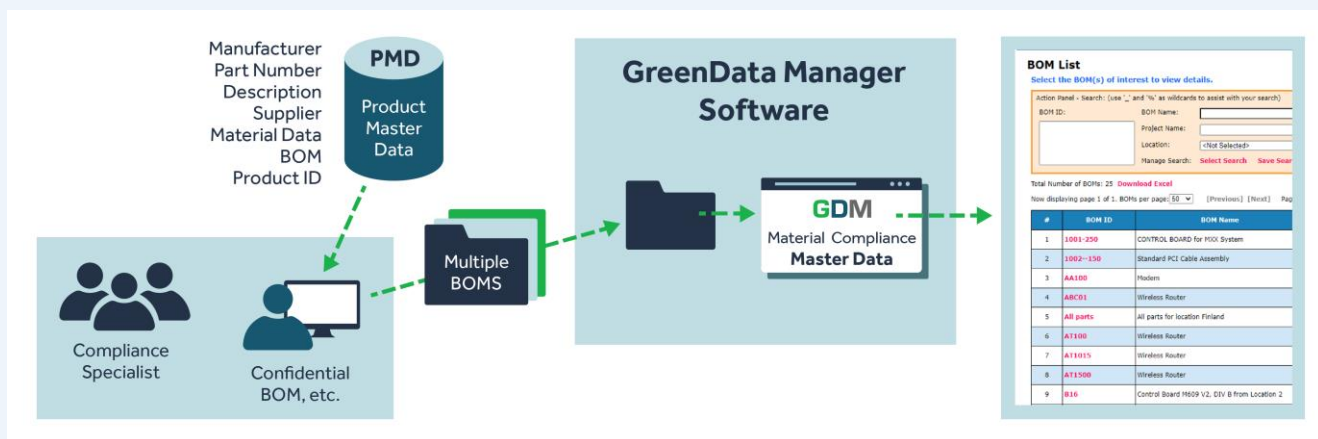 Manufacturer
Part Number
Description
Supplier
Material Data
BOM
Product ID
PMD
Product
Master
Data
Compliance
Specialist
Confidential
BOM, etc.
Multiple
BOMS
GreenData Manager
Software
GDM
Material Compliance
Master Data
BOM List
Select the BOM(s) of interest to view details.
Action Panel - Search: (use '_' and '%' as wildcards to assist with your search)
BOM ID:
BOM Name:
Project Name:
Location: <Not Selected>
Manage Search: Select Search Save Sear
Total Number of BOMs: 25 Download Excel
Now displaying page 1 of 1. BOMs per page: 50 [Previous] [Next] Pag
# BOM ID BOM Name
1 1001-250 CONTROL BOARD for MXX System
2 1002--150 Standard PCI Cable Assembly
3 AA100 Modem
4 ABC01 Wireless Router
5 All parts All parts for location Finland
6 AT100 Wireless Router
7 AT1015 Wireless Router
8 AT1500 Wireless Router
9 B16 Control Board M609 V2, DIV B from Location 2